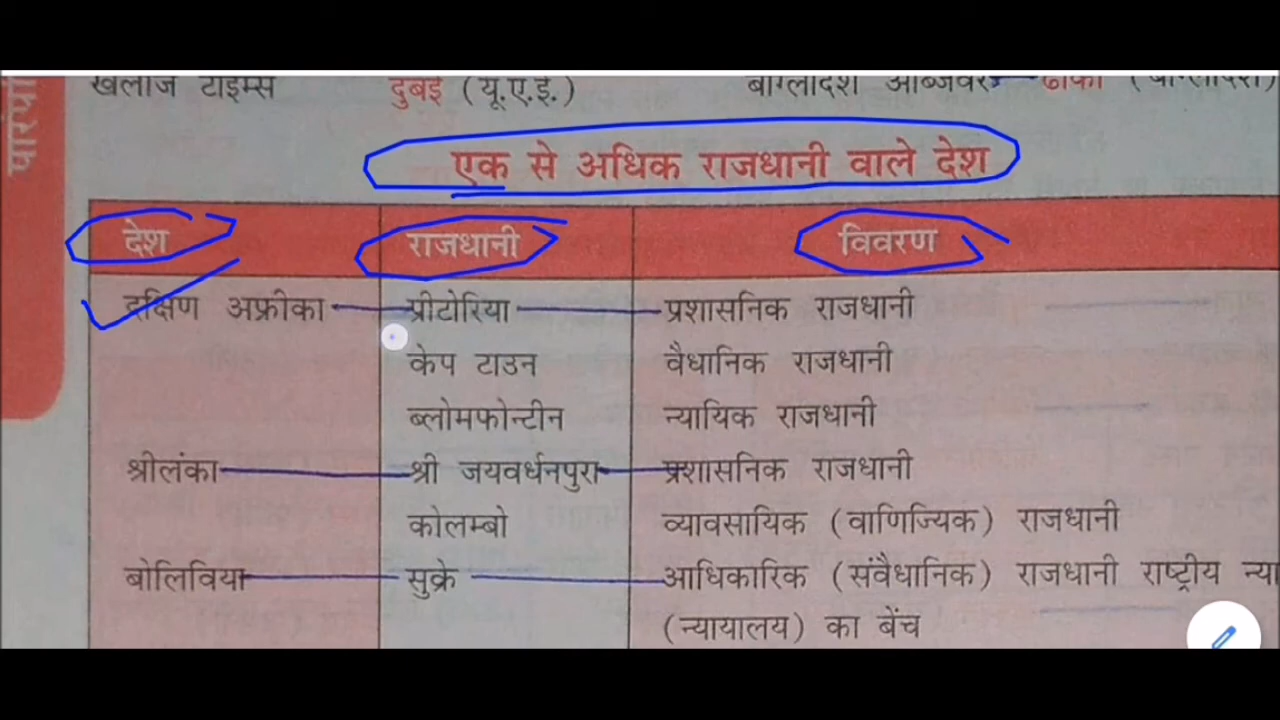 खलीज टाइम्स दुबई (यू.ए.ई.) बांग्लादेश ऑब्जर्वर ढाका
एक से अधिक राजधानी वाले देश
देश राजधानी विवरण
दक्षिण अफ्रीका प्रीटोरिया प्रशासनिक राजधानी
केप टाउन वैधानिक राजधानी
ब्लोमफोन्टीन न्यायिक राजधानी
श्रीलंका श्री जयवर्धनपुरा प्रशासनिक राजधानी
कोलम्बो व्यावसायिक (वाणिज्यिक) राजधानी
बोलिविया सुक्रे आधिकारिक (संवैधानिक) राजधानी राष्ट्रीय
(न्यायालय) का बेंच